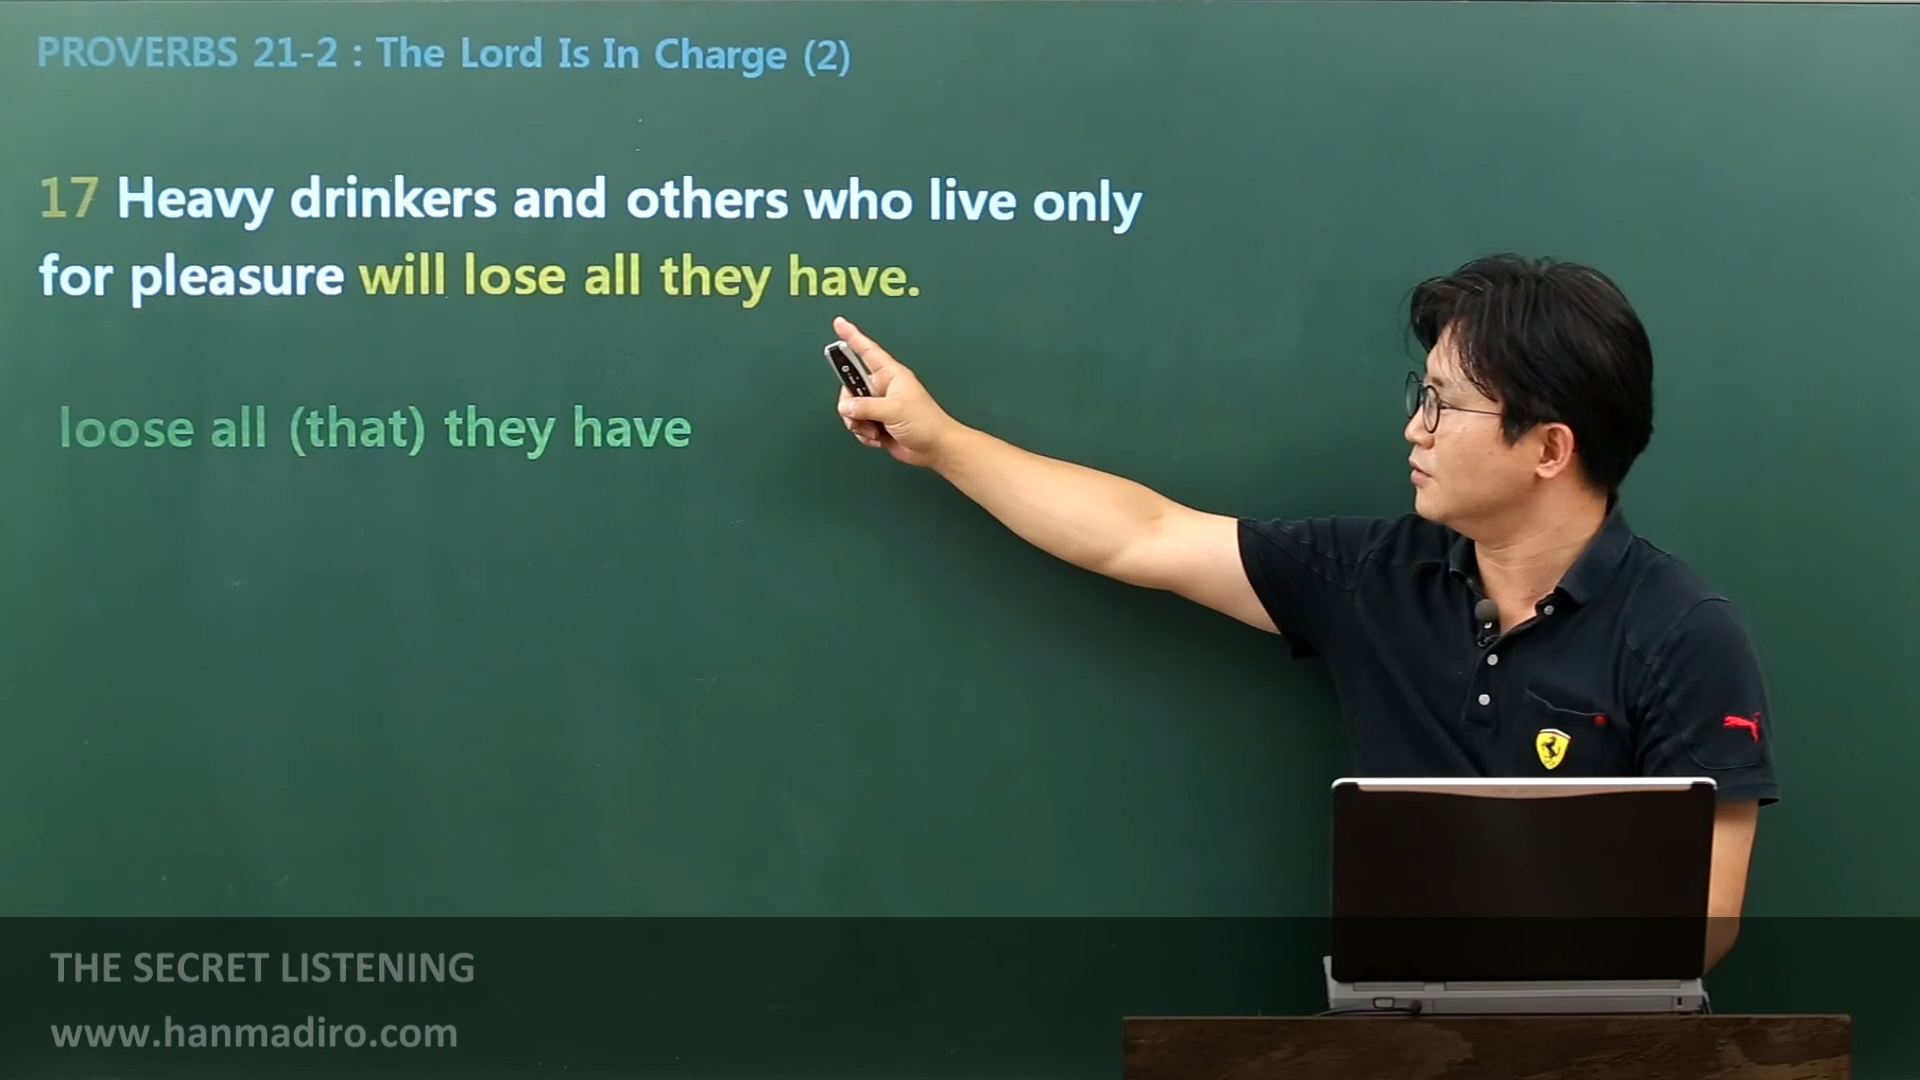 PROVERBS 21-2 : The Lord Is In Charge (2)
17 Heavy drinkers and others who live only
for pleasure will lose all they have.
loose all (that) they have
THE SECRET LISTENING
www.hanmadiro.com